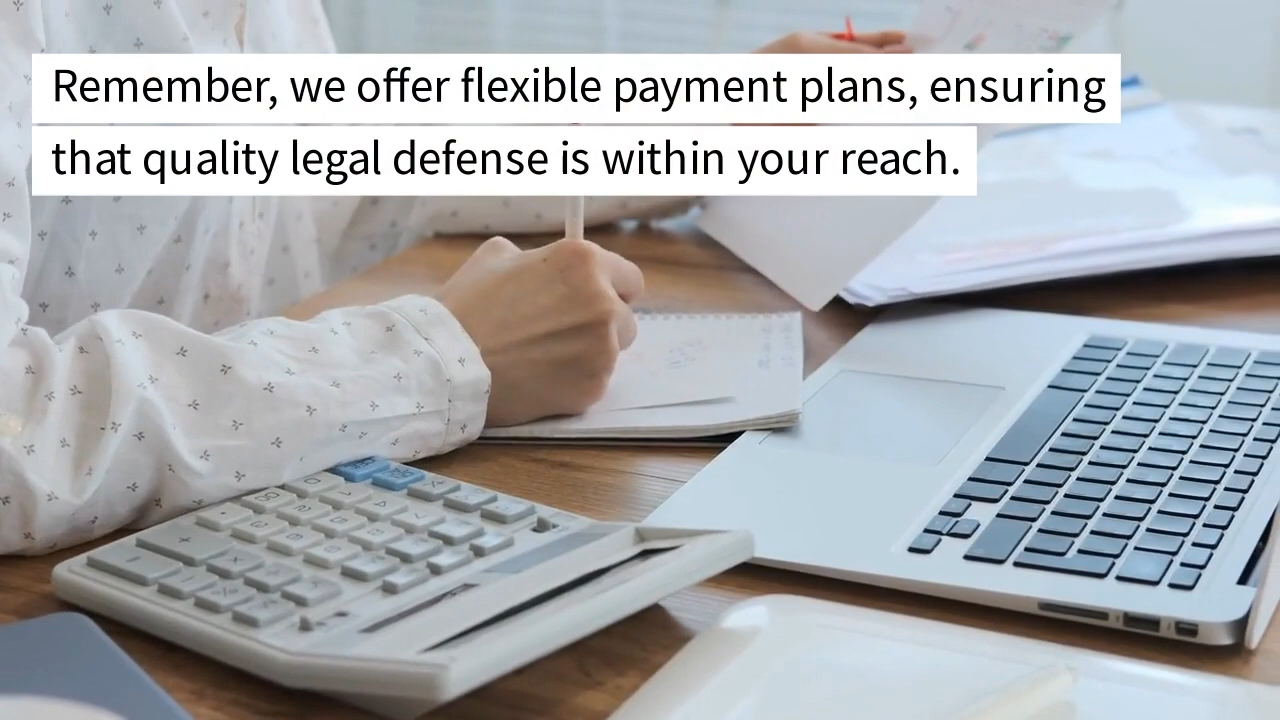 Remember, we offer flexible payment plans, ensuring
that quality legal defense is within your reach.